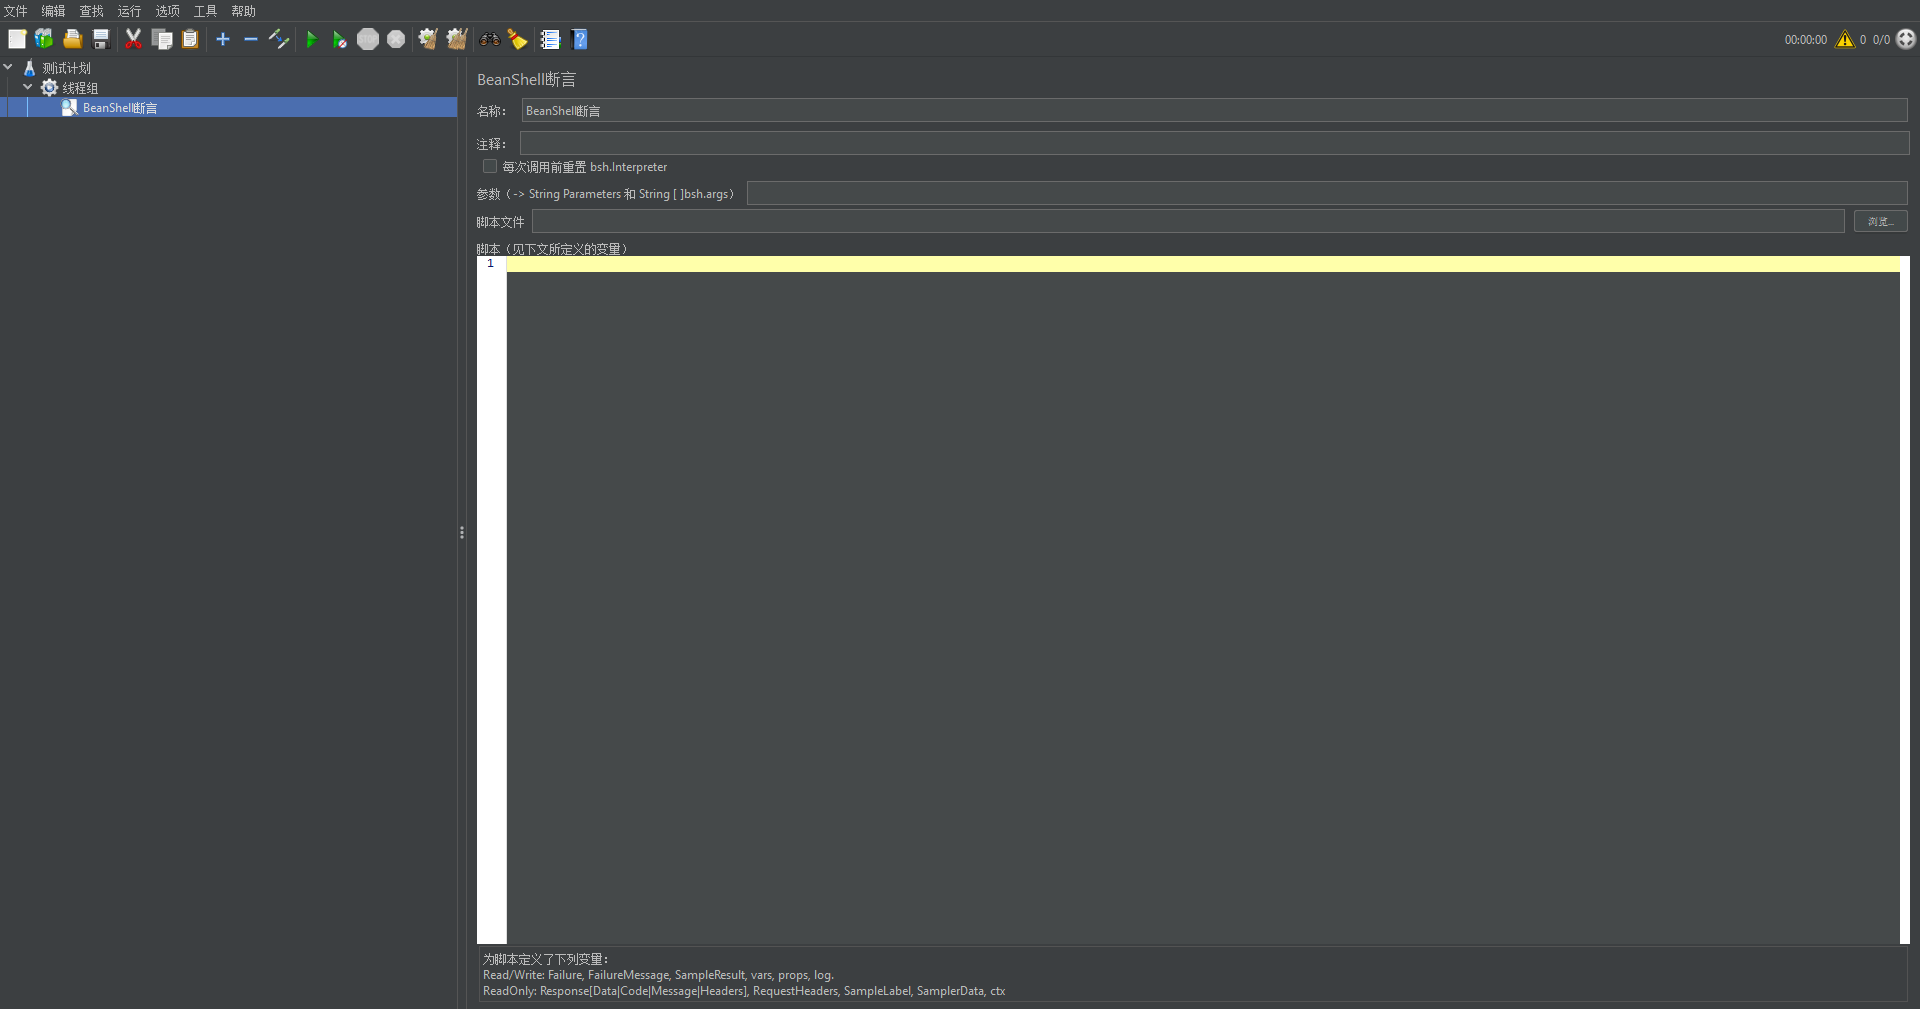 文件 编辑 查找 运行 选项 工具 帮助
00:00:00 0 0/0
测试计划
线程组
BeanShell断言
BeanShell断言
名称： BeanShell断言
注释：
每次调用前重置 bsh.Interpreter
参数（-> String Parameters 和 String [ ]bsh.args）
脚本文件 浏览...
脚本（见下文所定义的变量）
1
为脚本定义了下列变量：
Read/Write: Failure, FailureMessage, SampleResult, vars, props, log.
ReadOnly: Response[Data|Code|Message|Headers], RequestHeaders, SampleLabel, SamplerData, ctx